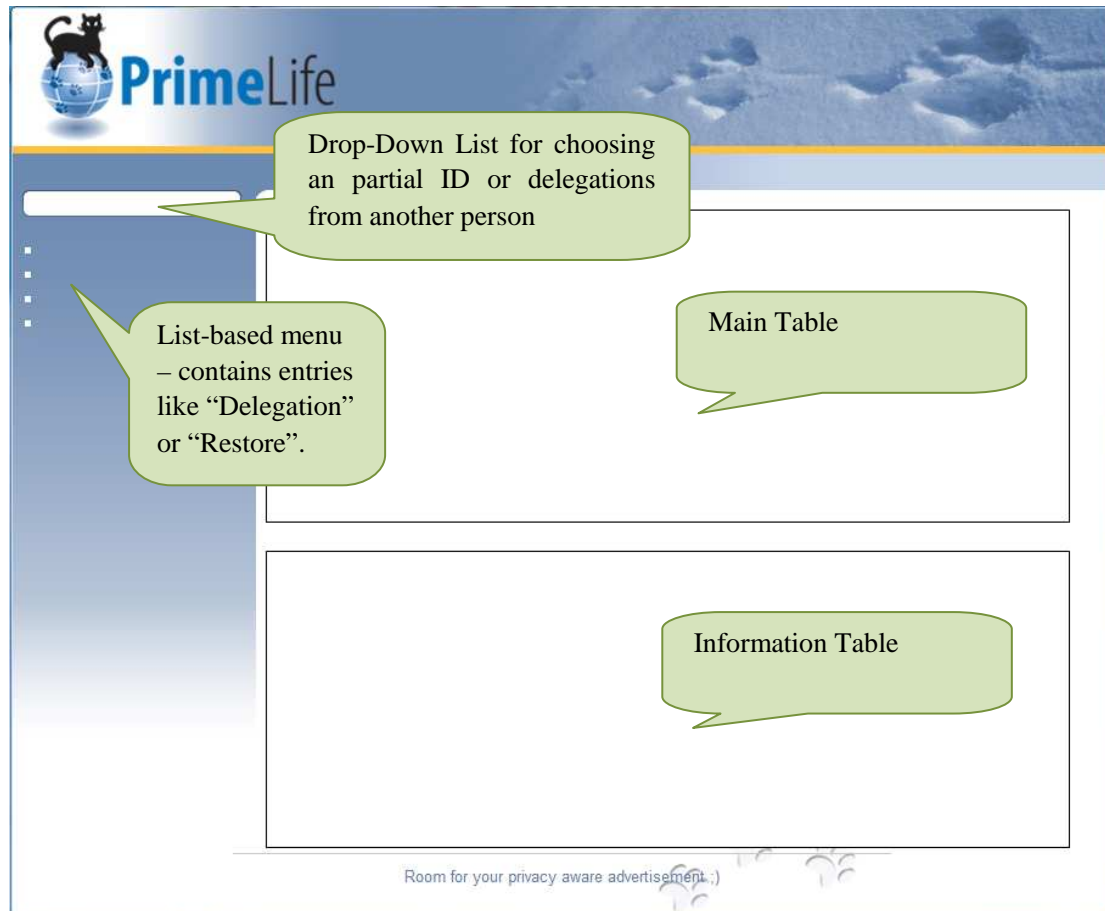 PrimeLife
Drop-Down List for choosing
an partial ID or delegations
from another person
List-based menu
– contains entries
like “Delegation”
or “Restore”.
Main Table
Information Table
Room for your privacy aware advertisement ;)